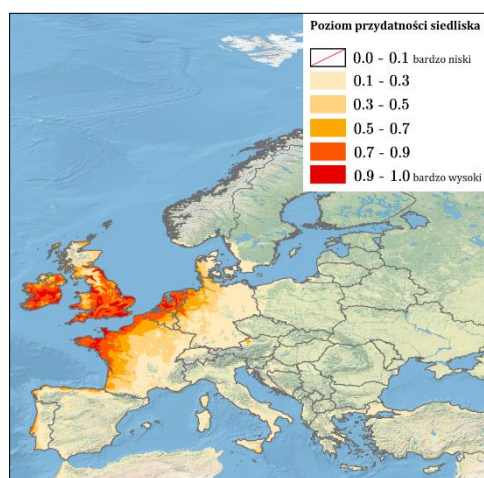 Poziom przydatności siedliska
0.0 - 0.1 bardzo niski
0.1 - 0.3
0.3 - 0.5
0.5 - 0.7
0.7 - 0.9
0.9 - 1.0 bardzo wysoki